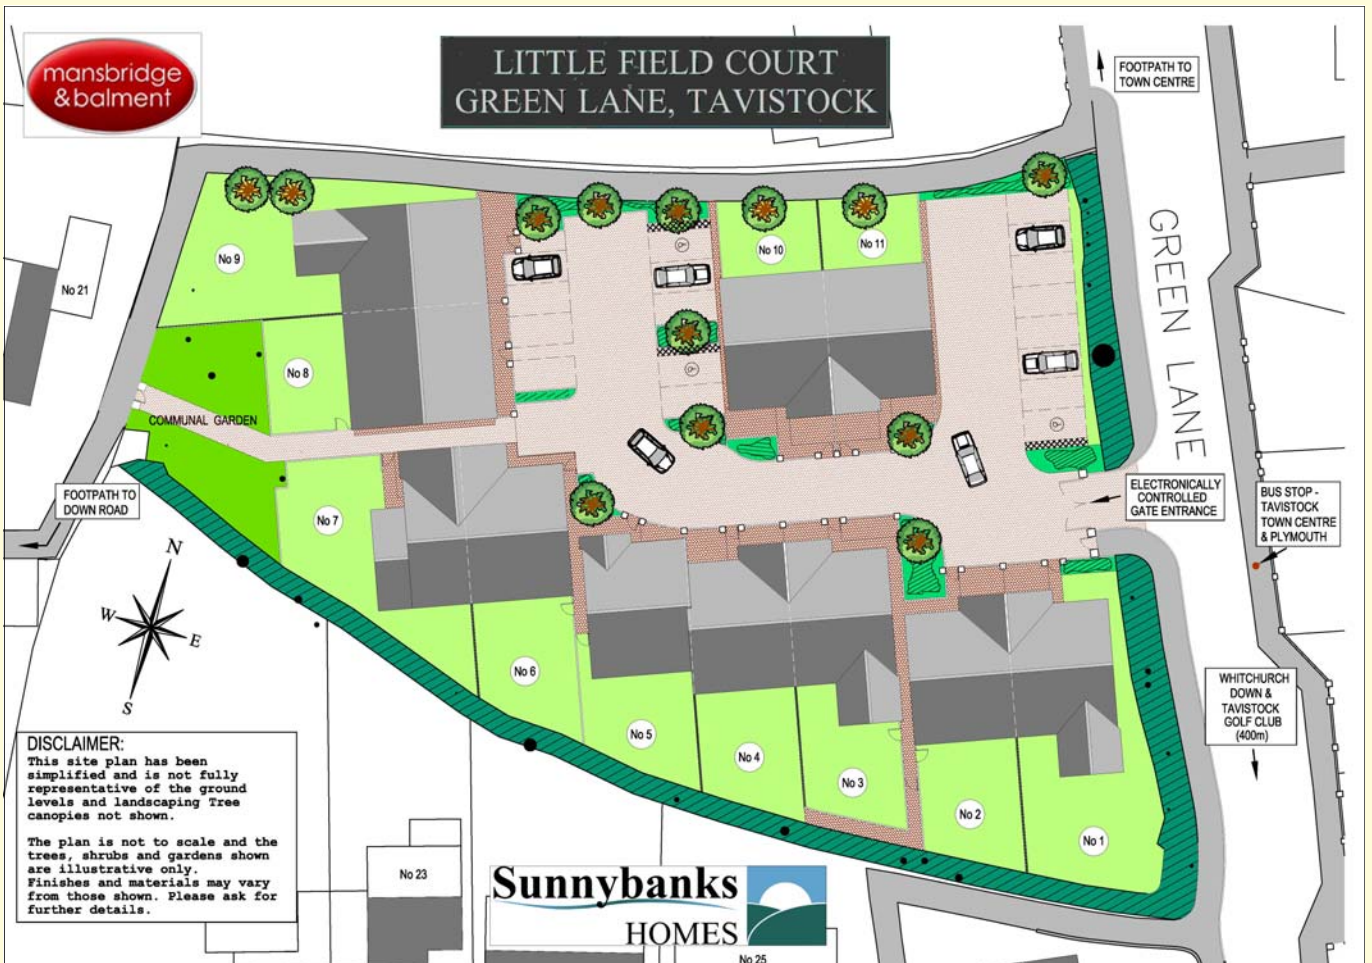 mansbridge
&balment
LITTLE FIELD COURT
GREEN LANE, TAVISTOCK
FOOTPATH TO
TOWN CENTRE
GREEN LANE
No 9
No 10
No 11
No 21
No 8
COMMUNAL GARDEN
FOOTPATH TO
DOWN ROAD
No 7
ELECTRONICALLY
CONTROLLED
GATE ENTRANCE
BUS STOP -
TAVISTOCK
TOWN CENTRE
& PLYMOUTH
N
W
E
S
No 6
No 5
No 4
No 3
No 2
No 1
WHITCHURCH
DOWN &
TAVISTOCK
GOLF CLUB
(400m)
DISCLAIMER:
This site plan has been
simplified and is not fully
representative of the ground
levels and landscaping Tree
canopies not shown.
The plan is not to scale and the
trees, shrubs and gardens shown
are illustrative only.
Finishes and materials may vary
from those shown. Please ask for
further details.
No 23
Sunnybanks
HOMES
No 25